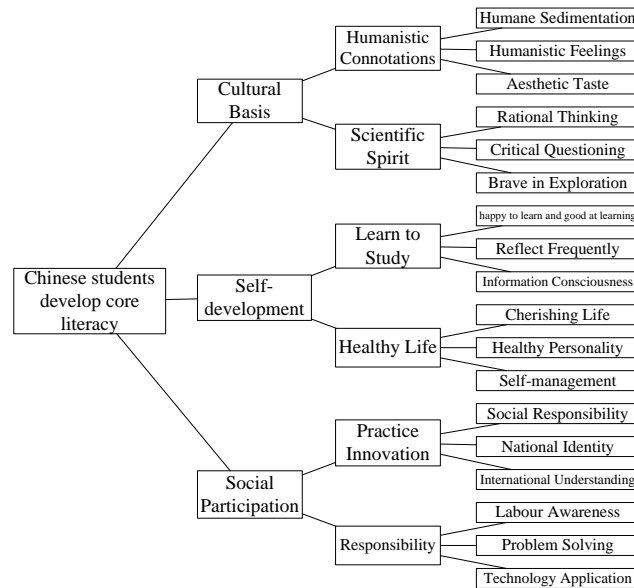 Chinese students
develop core
literacy
Cultural
Basis
Humanistic
Connotations
Humane Sedimentation
Humanistic Feelings
Aesthetic Taste
Scientific
Spirit
Rational Thinking
Critical Questioning
Brave in Exploration
Self-
development
Learn to
Study
happy to learn and good at learning
Reflect Frequently
Information Consciousness
Healthy Life
Cherishing Life
Healthy Personality
Self-management
Social
Participation
Practice
Innovation
Social Responsibility
National Identity
International Understanding
Responsibility
Labour Awareness
Problem Solving
Technology Application